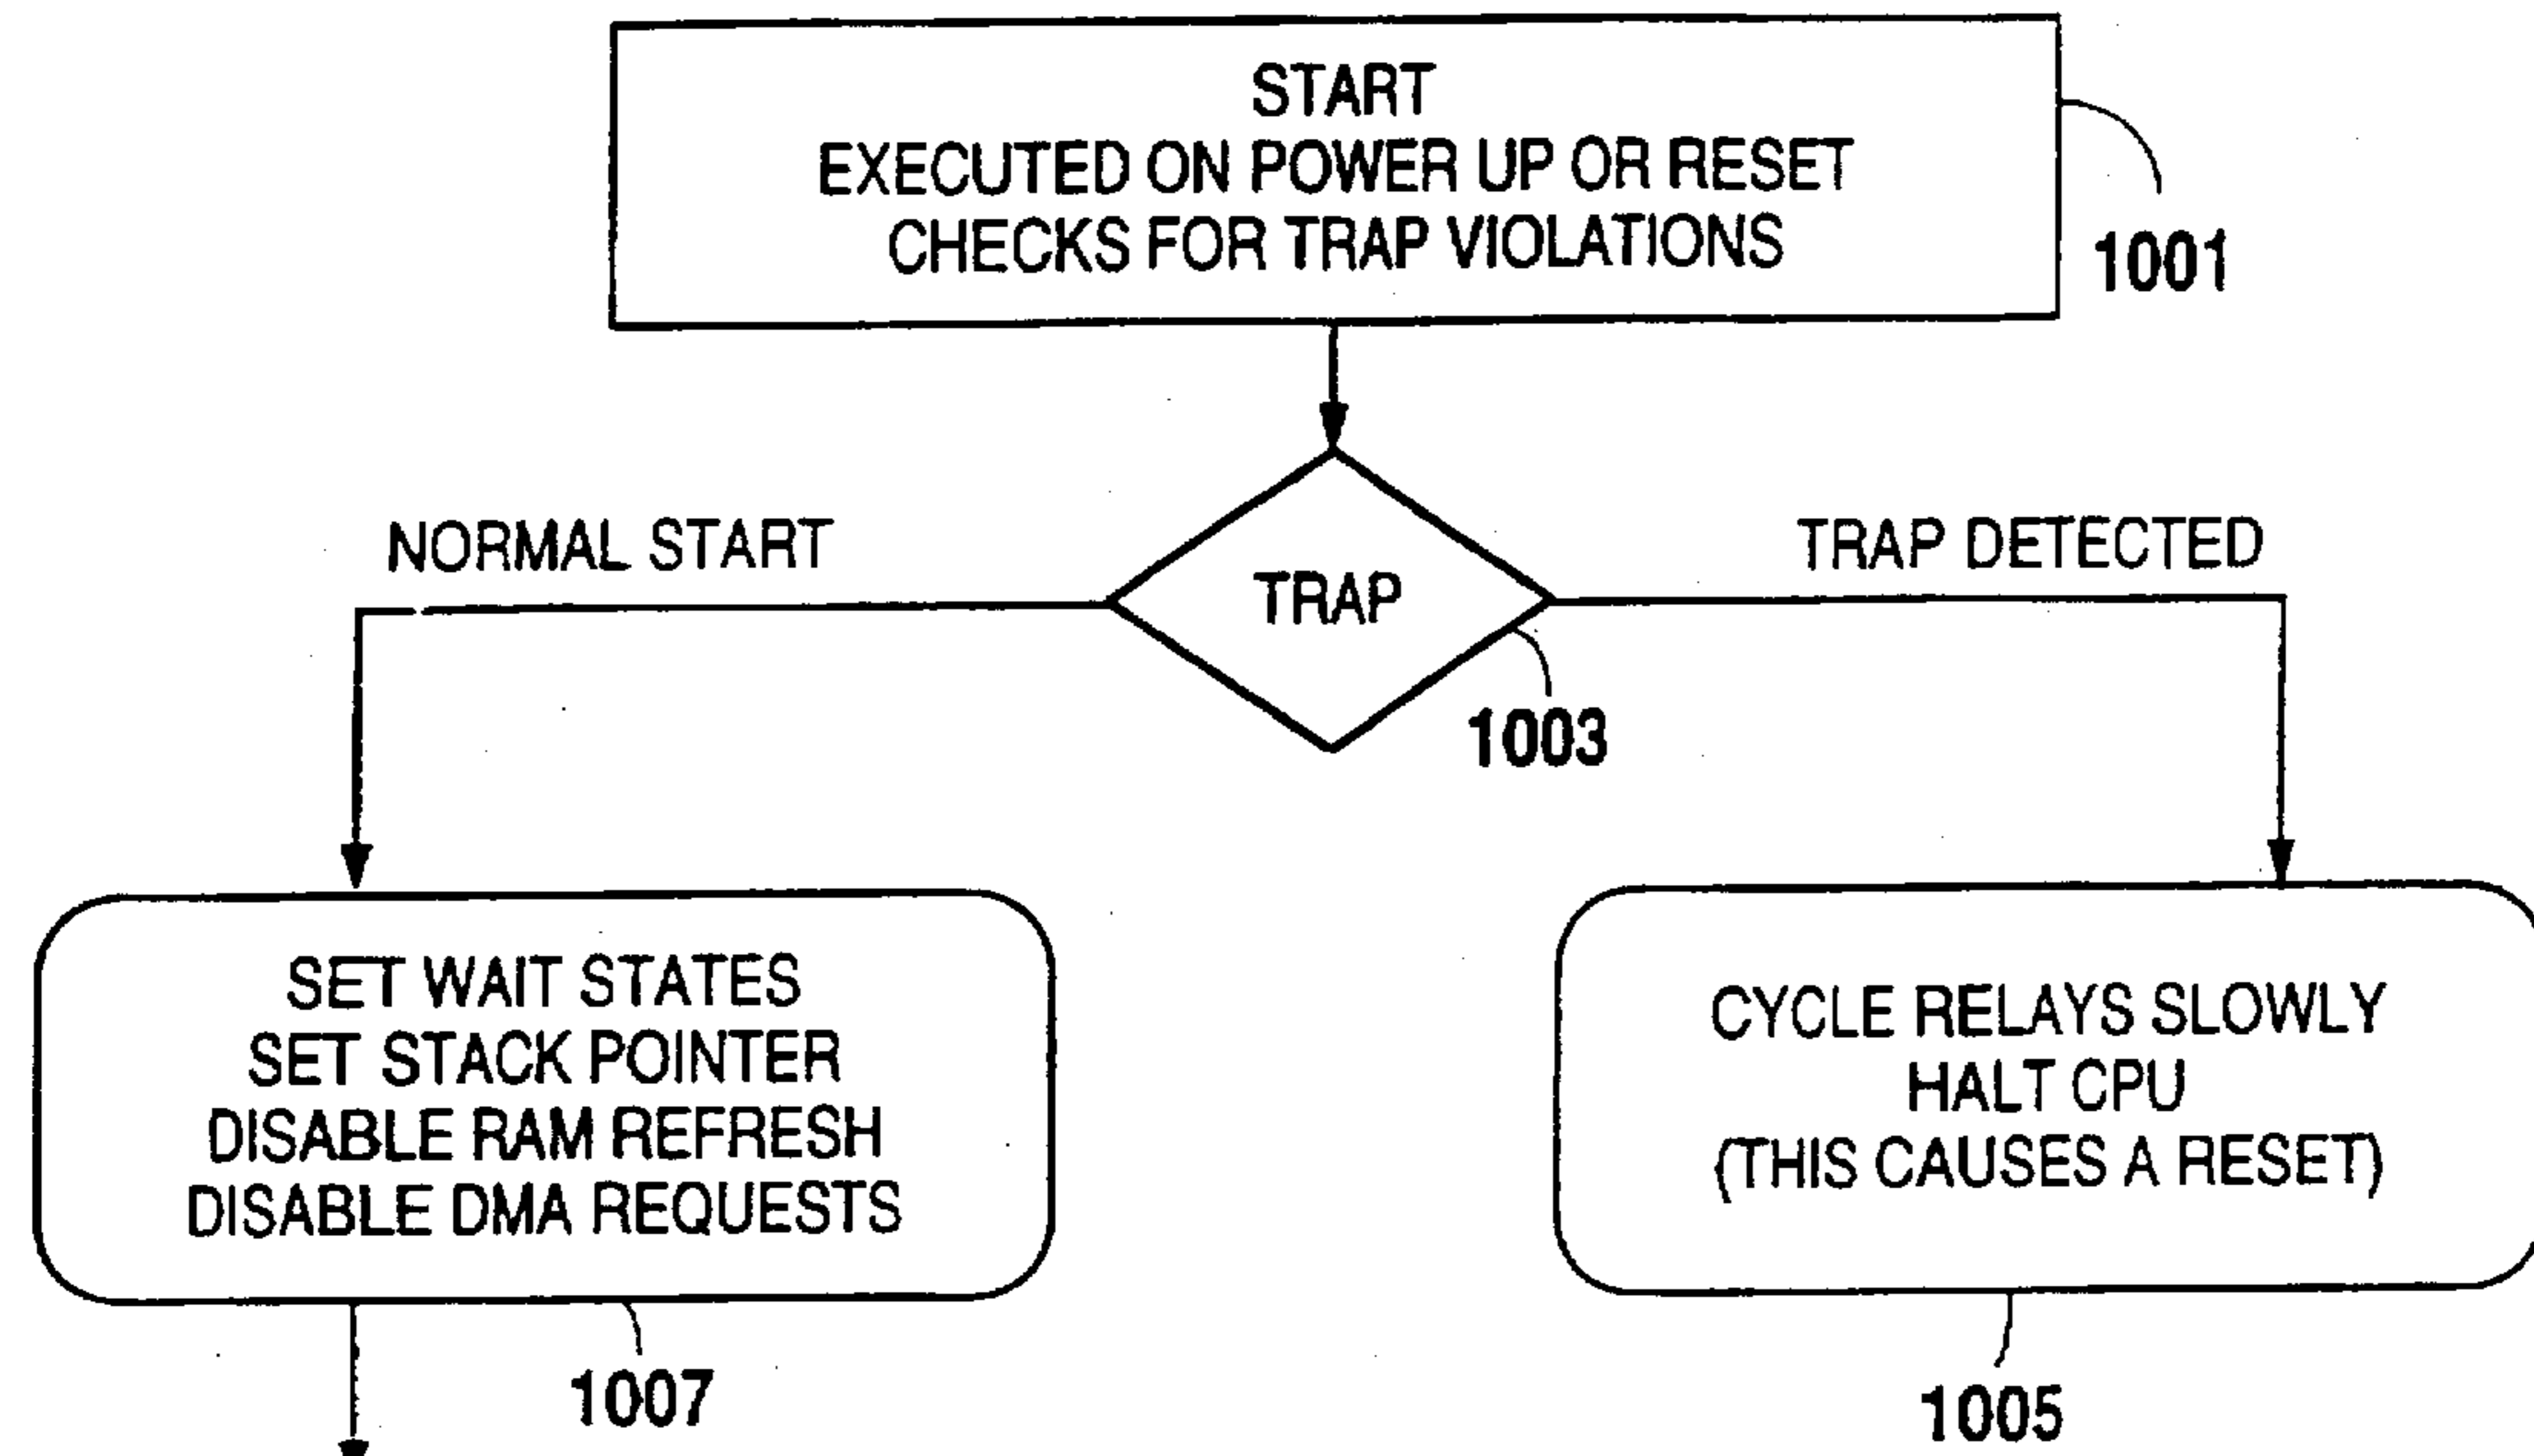 START
EXECUTED ON POWER UP OR RESET
CHECKS FOR TRAP VIOLATIONS
1001
NORMAL START
TRAP
TRAP DETECTED
1003
SET WAIT STATES
SET STACK POINTER
DISABLE RAM REFRESH
DISABLE DMA REQUESTS
1007
CYCLE RELAYS SLOWLY
HALT CPU
(THIS CAUSES A RESET)
1005